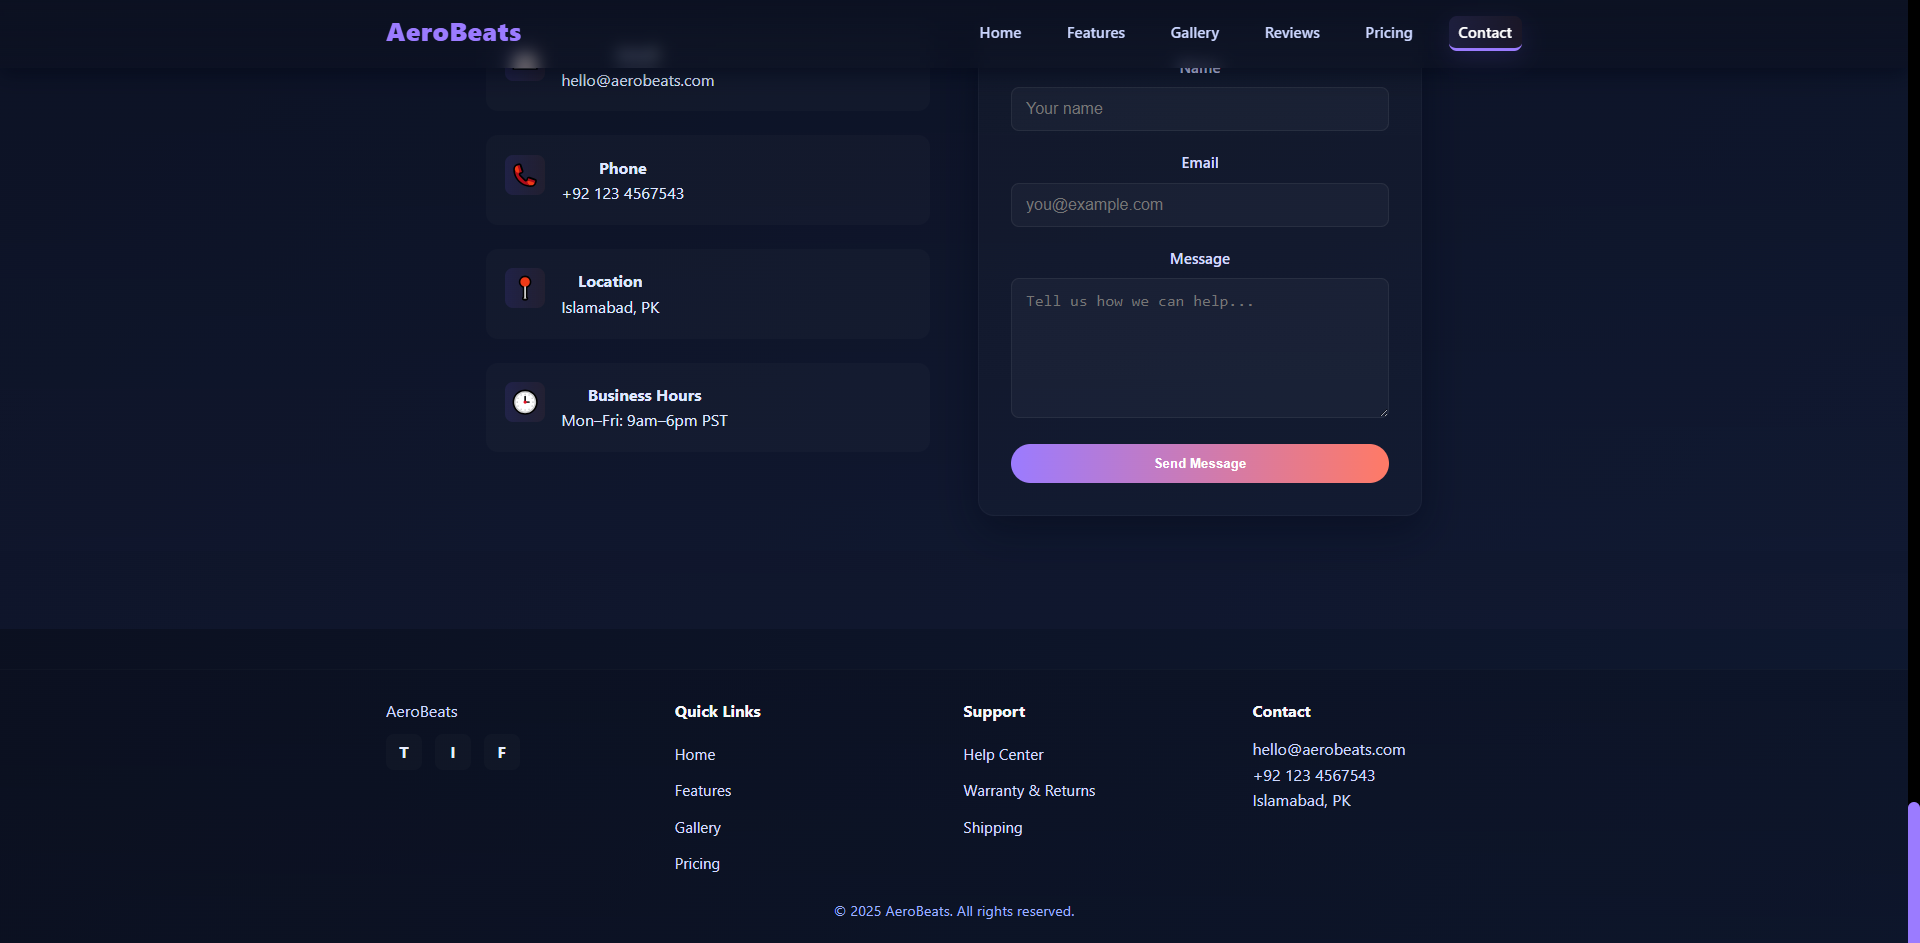 AeroBeats
Home
Features
Gallery
Reviews
Pricing
Contact
hello@aerobeats.com
Phone
+92 123 4567543
Location
Islamabad, PK
Business Hours
Mon–Fri: 9am–6pm PST
Name
Your name
Email
you@example.com
Message
Tell us how we can help...
Send Message
AeroBeats
T
I
F
Quick Links
Home
Features
Gallery
Pricing
Support
Help Center
Warranty & Returns
Shipping
Contact
hello@aerobeats.com
+92 123 4567543
Islamabad, PK
© 2025 AeroBeats. All rights reserved.